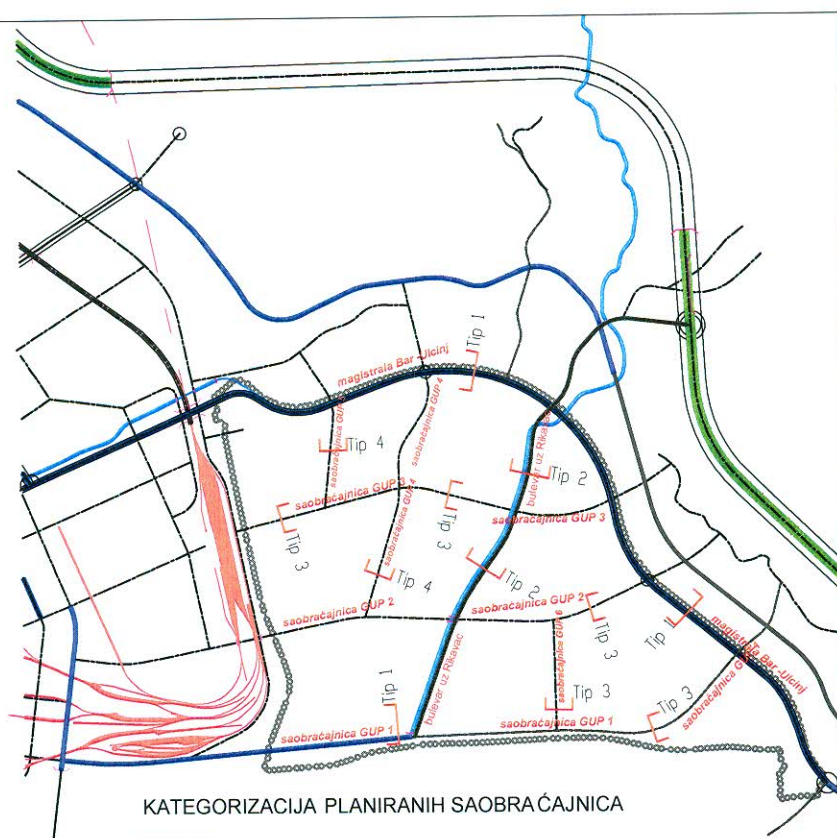 Tip 1
magistrala Bar -Ulcinj
saobraćajnica GUP 4
Tip 4
bulevar uz Rikavac
Tip 2
saobraćajnica GUP 3
Tip 3
Tip 3
saobraćajnica GUP 3
saobraćajnica GUP 4
Tip 4
Tip 2
saobraćajnica GUP 2
saobraćajnica GUP 2
Tip 3
Tip 1
magistrala Bar -Ulcinj
saobraćajnica GUP 6
Tip 3
Tip 3
saobraćajnica
Tip 1
bulevar uz Rikavac
saobraćajnica GUP 1
saobraćajnica GUP 1
KATEGORIZACIJA PLANIRANIH SAOBRAĆAJNICA